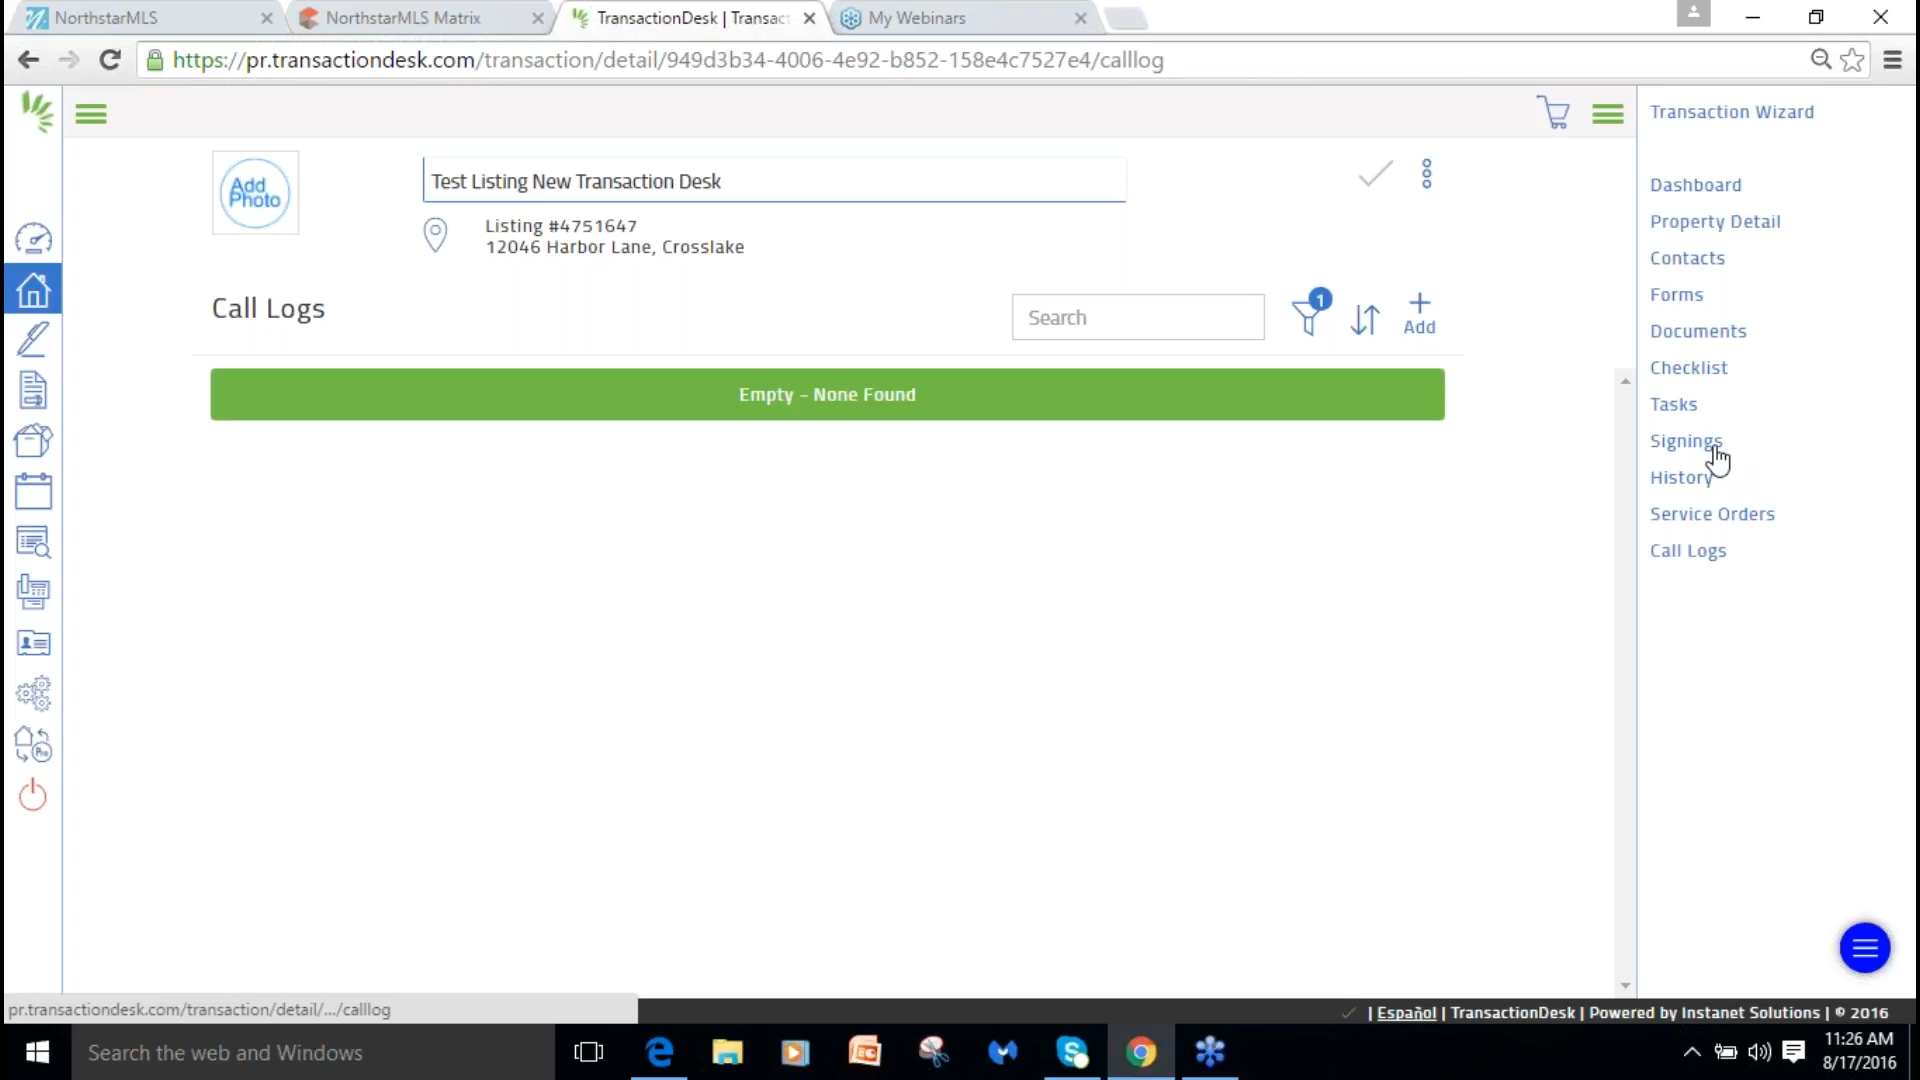 NorthstarMLS
NorthstarMLS Matrix
TransactionDesk | Transact
My Webinars
https://pr.transactiondesk.com/transaction/detail/949d3b34-4006-4e92-b852-158e4c7527e4/calllog
Transaction Wizard
Add
Photo
Test Listing New Transaction Desk
Listing #4751647
12046 Harbor Lane, Crosslake
Call Logs
Search
1
Add
Empty - None Found
Dashboard
Property Detail
Contacts
Forms
Documents
Checklist
Tasks
Signings
History
Service Orders
Call Logs
Pro
pr.transactiondesk.com/transaction/detail/.../calllog
| Español | TransactionDesk | Powered by Instanet Solutions | © 2016
Search the web and Windows
11:26 AM
8/17/2016